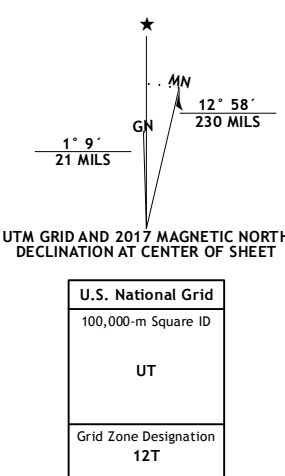 ★
MN
12° 58´
230 MILS
GN
1° 9´
21 MILS
UTM GRID AND 2017 MAGNETIC NORTH
DECLINATION AT CENTER OF SHEET
U.S. National Grid
100,000-m Square ID
UT
Grid Zone Designation
12T